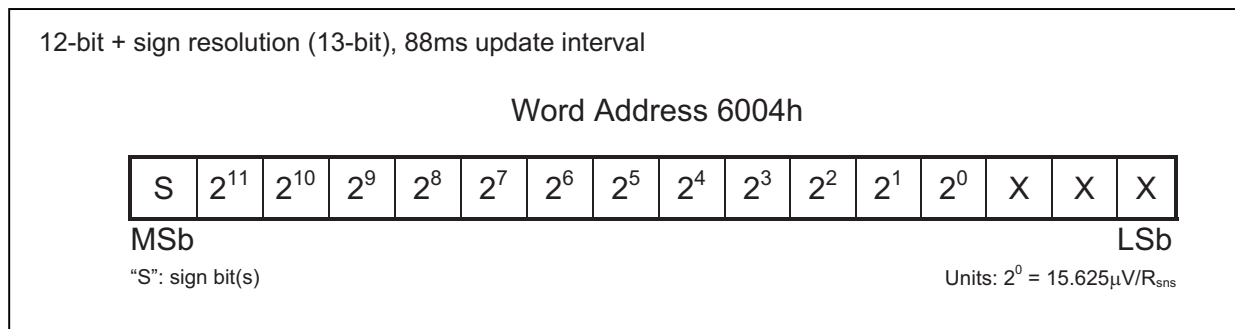 12-bit + sign resolution (13-bit), 88ms update interval
Word Address 6004h
S 2¹¹ 2¹⁰ 2⁹ 2⁸ 2⁷ 2⁶ 2⁵ 2⁴ 2³ 2² 2¹ 2⁰ X X X
MSb LSb
“S”: sign bit(s) Units: 2⁰ = 15.625μV/Rsns